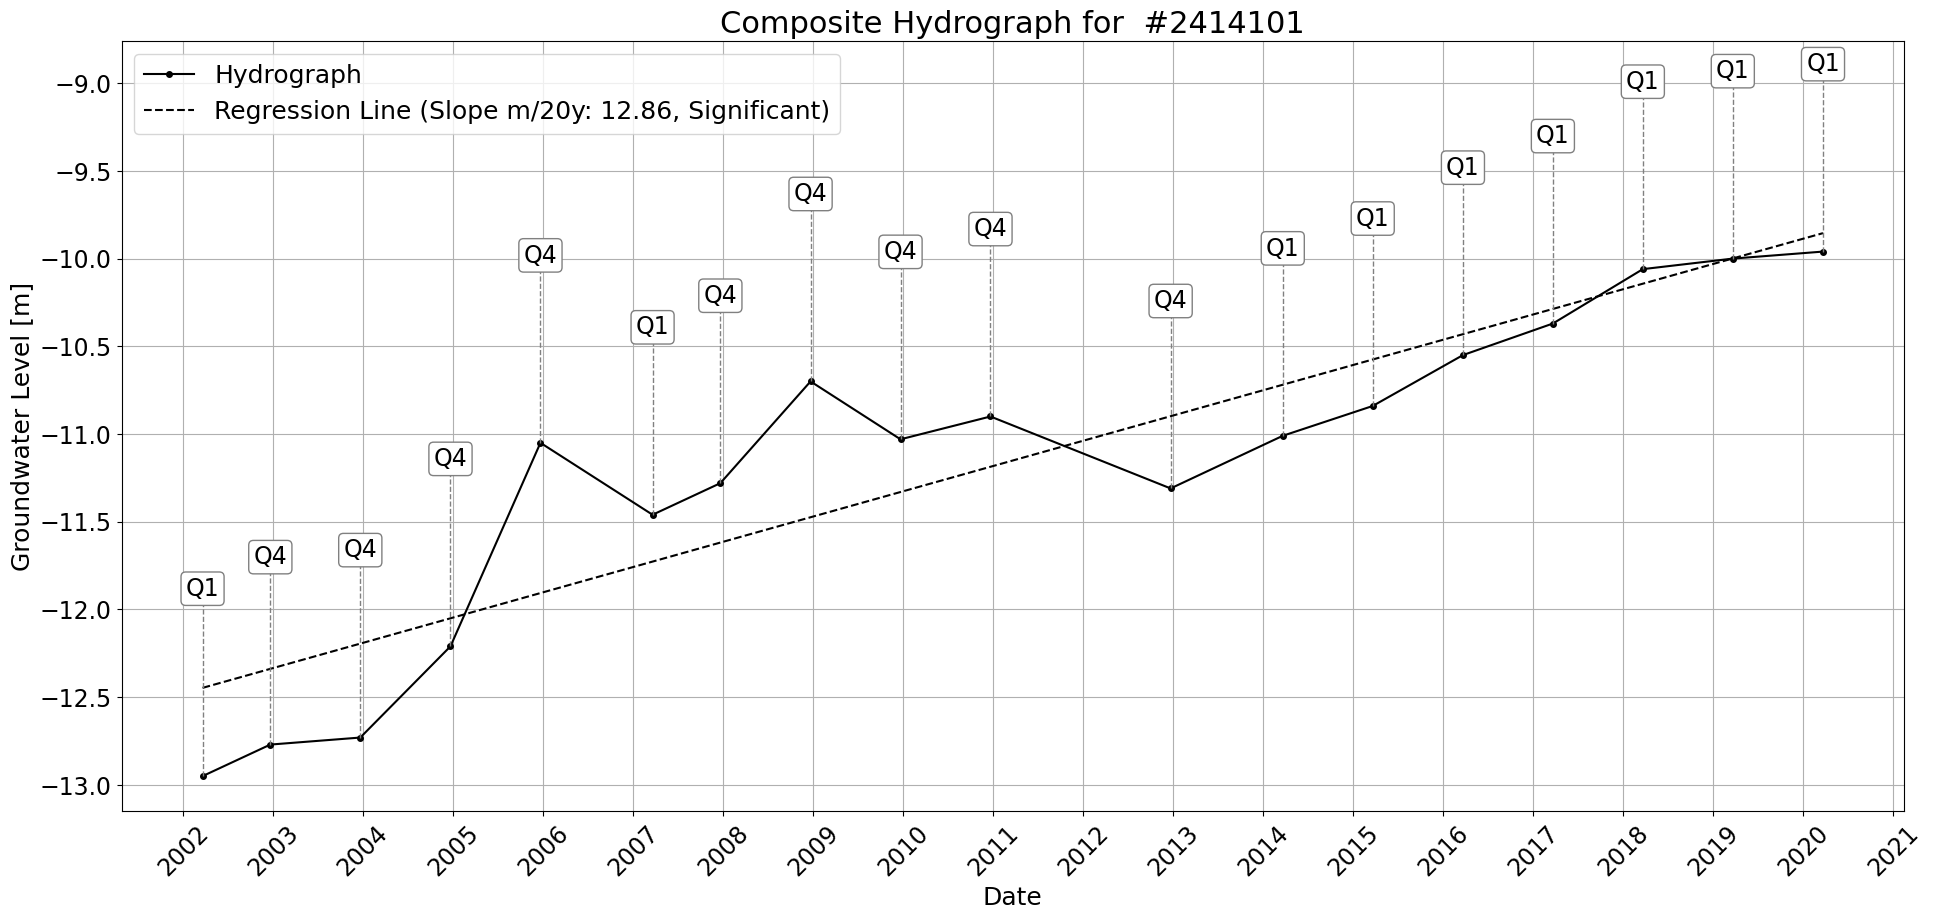 Composite Hydrograph for  #2414101
Hydrograph
Regression Line (Slope m/20y: 12.86, Significant)
Groundwater Level [m]
−9.0
−9.5
−10.0
−10.5
−11.0
−11.5
−12.0
−12.5
−13.0
Q1
Q4
Q4
Q4
Q4
Q1
Q4
Q4
Q4
Q4
Q4
Q1
Q1
Q1
Q1
Q1
Q1
Q1
2002
2003
2004
2005
2006
2007
2008
2009
2010
2011
2012
2013
2014
2015
2016
2017
2018
2019
2020
2021
Date